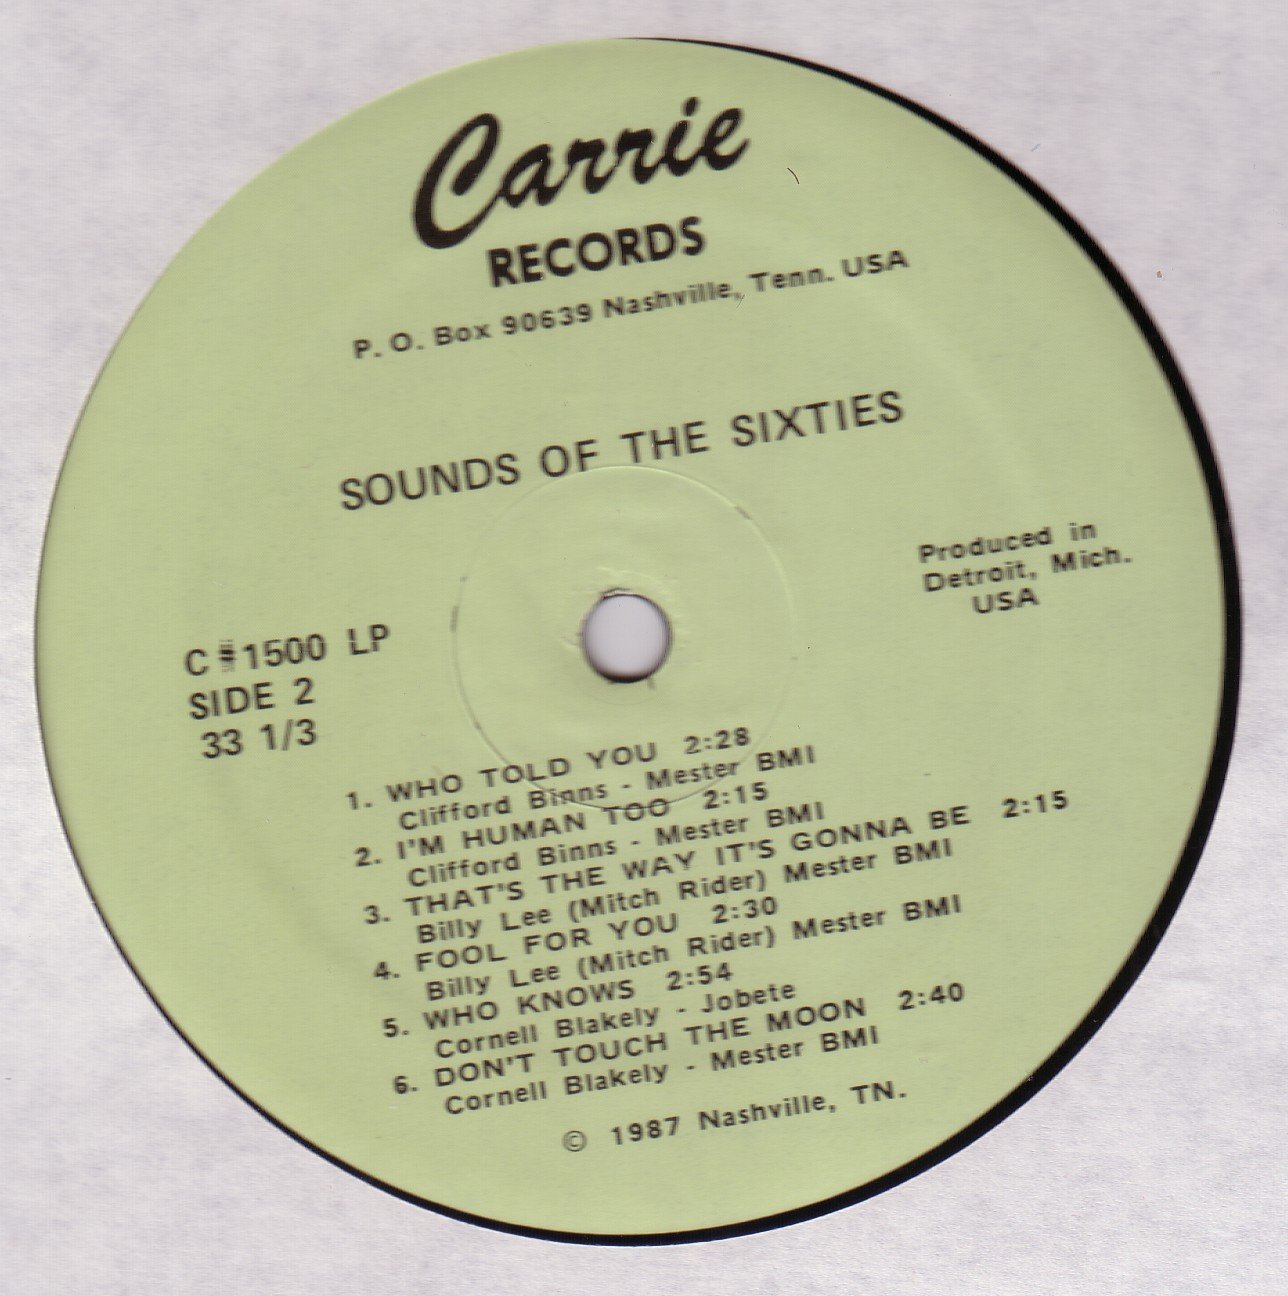 Carrie
RECORDS
P. O. Box 90639 Nashville, Tenn. USA
SOUNDS OF THE SIXTIES
Produced in
Detroit, Mich.
USA
C #1500 LP
SIDE 2
33 1/3
1. WHO TOLD YOU 2:28
Clifford Binns - Mester BMI
2. I'M HUMAN TOO 2:15
Clifford Binns - Mester BMI
3. THAT'S THE WAY IT'S GONNA BE 2:15
Billy Lee (Mitch Rider) Mester BMI
4. FOOL FOR YOU 2:30
Billy Lee (Mitch Rider) Mester BMI
5. WHO KNOWS 2:54
Cornell Blakely - Jobete
6. DON'T TOUCH THE MOON 2:40
Cornell Blakely - Mester BMI
© 1987 Nashville, TN.